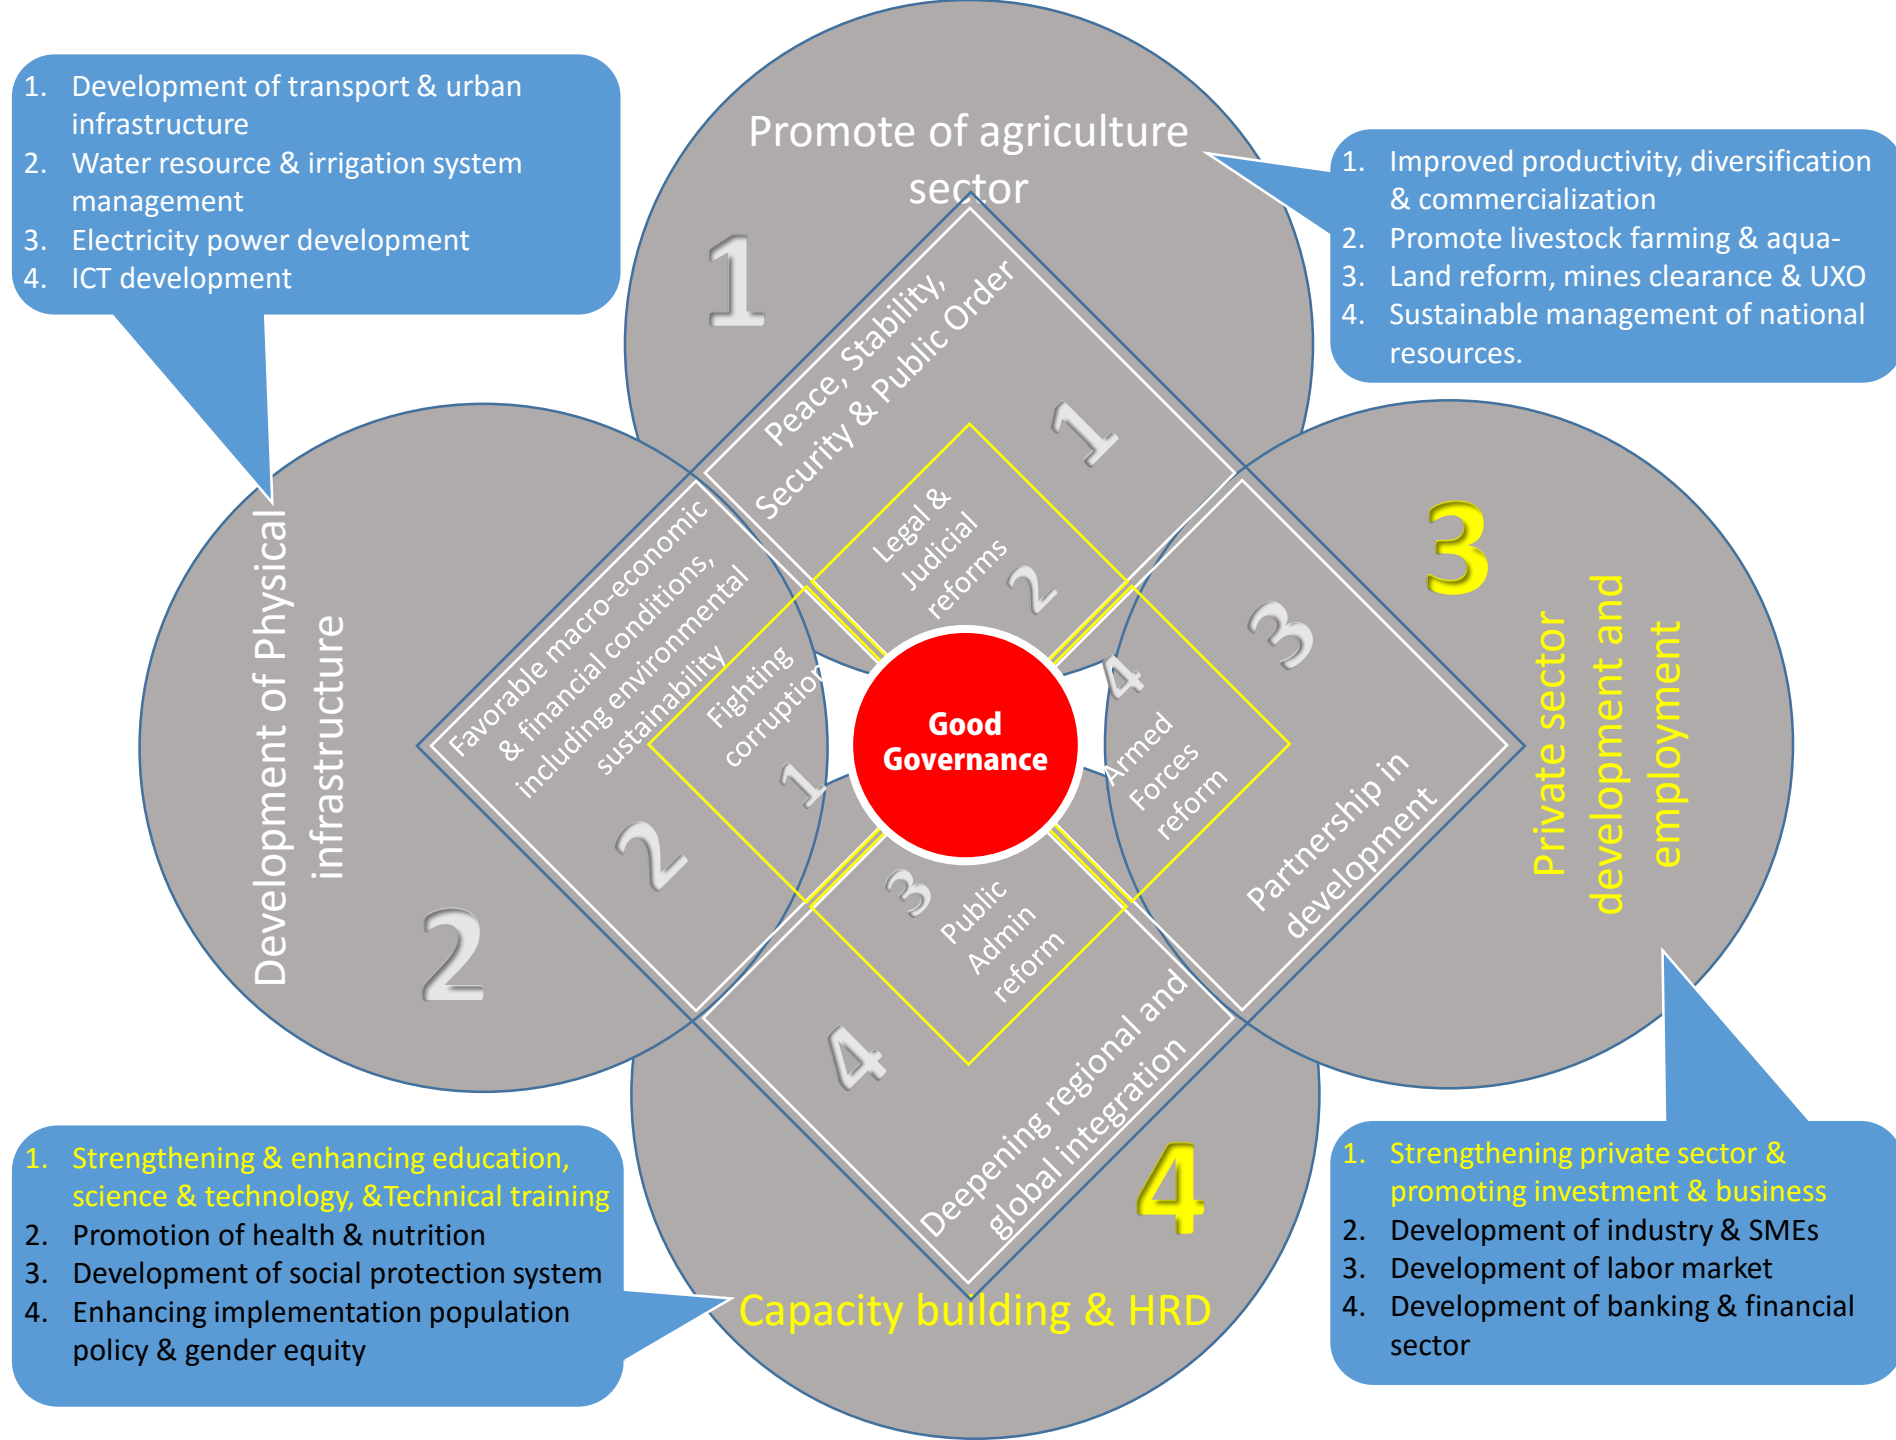 1. Development of transport & urban
infrastructure
2. Water resource & irrigation system
management
3. Electricity power development
4. ICT development
Promote of agriculture
sector
1
1. Improved productivity, diversification
& commercialization
2. Promote livestock farming & aqua-
3. Land reform, mines clearance & UXO
4. Sustainable management of national
resources.
Peace, Stability,
Security & Public Order
1
Legal &
Judicial
reforms
2
Development of Physical
infrastructure
2
Favorable macro-economic
& financial conditions,
including environmental
sustainability
2
Fighting
corruption
1
Good
Governance
4
Armed
Forces
reform
3
Partnership in
development
3
Private sector
development and
employment
3
Public
Admin
reform
4
Deepening regional and
global integration
4
Capacity building & HRD
1. Strengthening & enhancing education,
science & technology, &Technical training
2. Promotion of health & nutrition
3. Development of social protection system
4. Enhancing implementation population
policy & gender equity
1. Strengthening private sector &
promoting investment & business
2. Development of industry & SMEs
3. Development of labor market
4. Development of banking & financial
sector